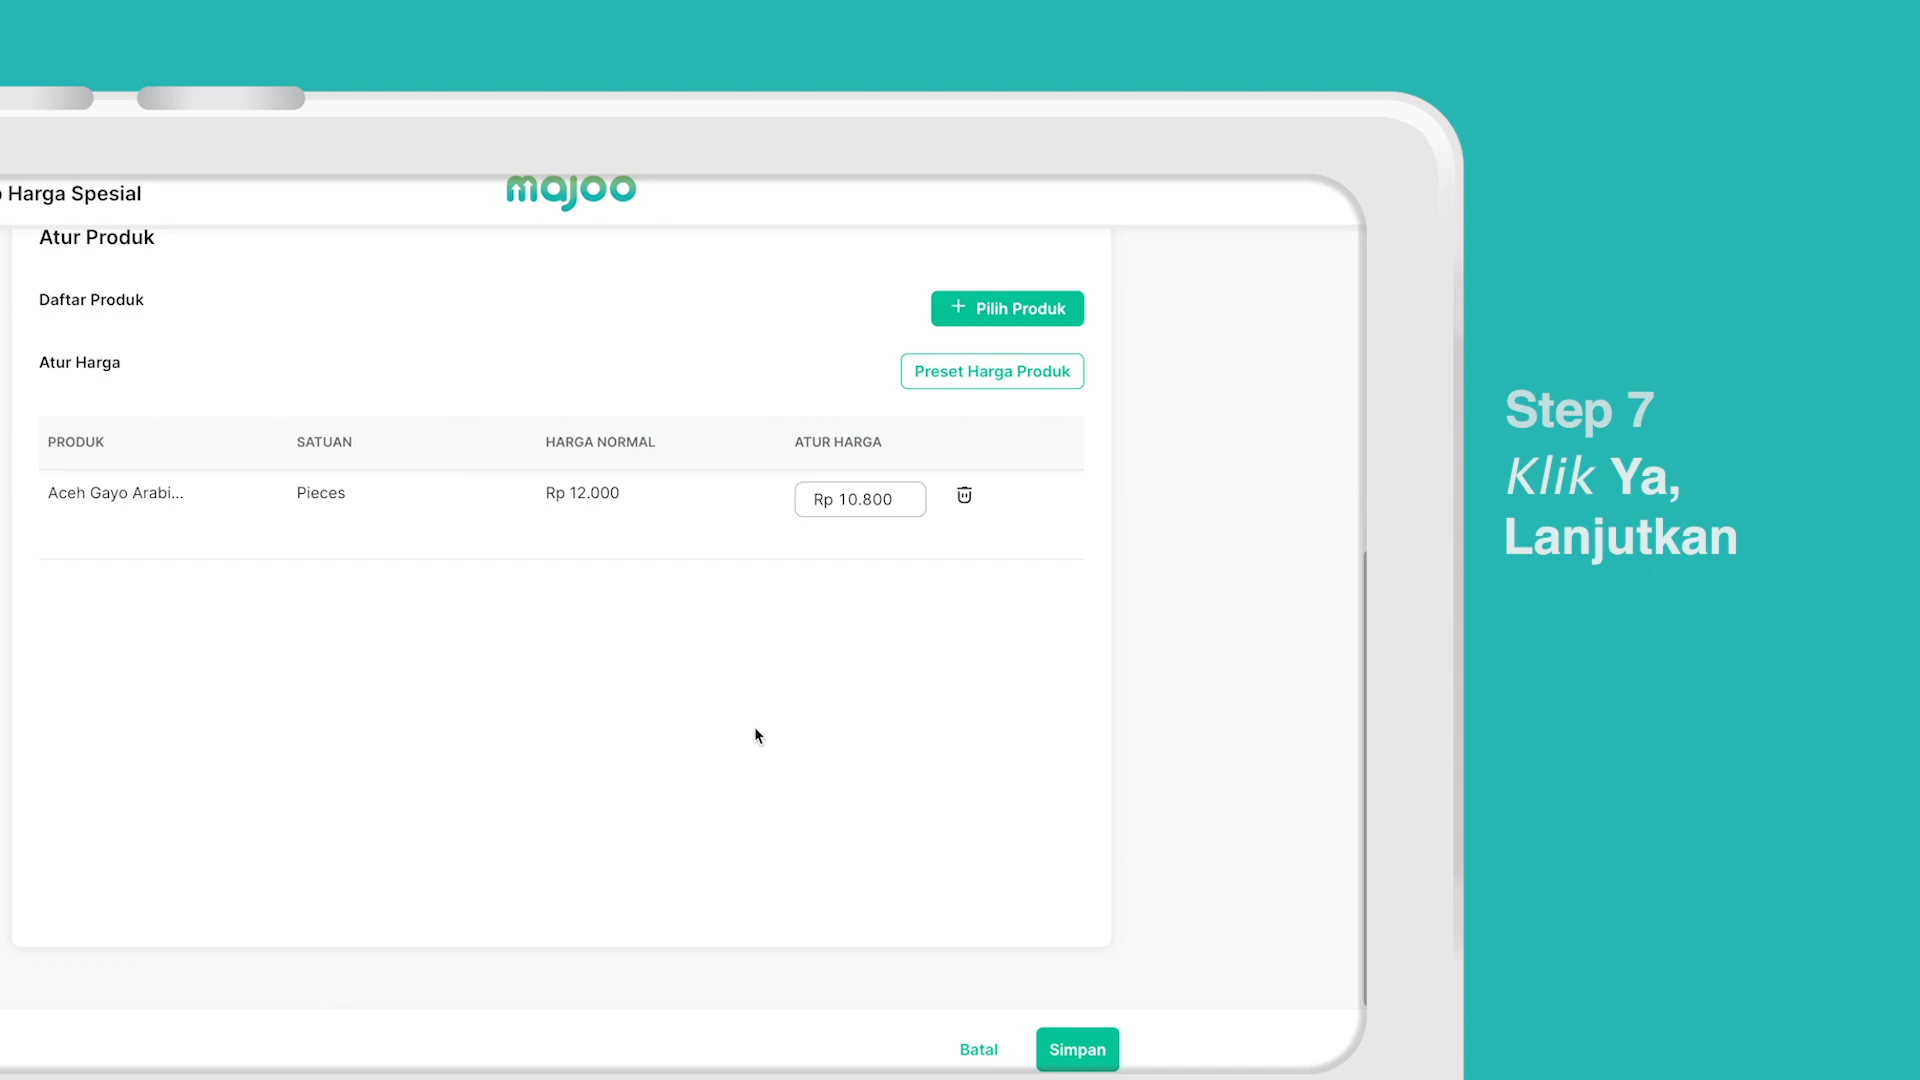 Harga Spesial
majoo
Atur Produk
Daftar Produk
+ Pilih Produk
Atur Harga
Preset Harga Produk
PRODUK SATUAN HARGA NORMAL ATUR HARGA
Aceh Gayo Arabi... Pieces Rp 12.000 Rp 10.800
Batal Simpan
Step 7
Klik Ya,
Lanjutkan